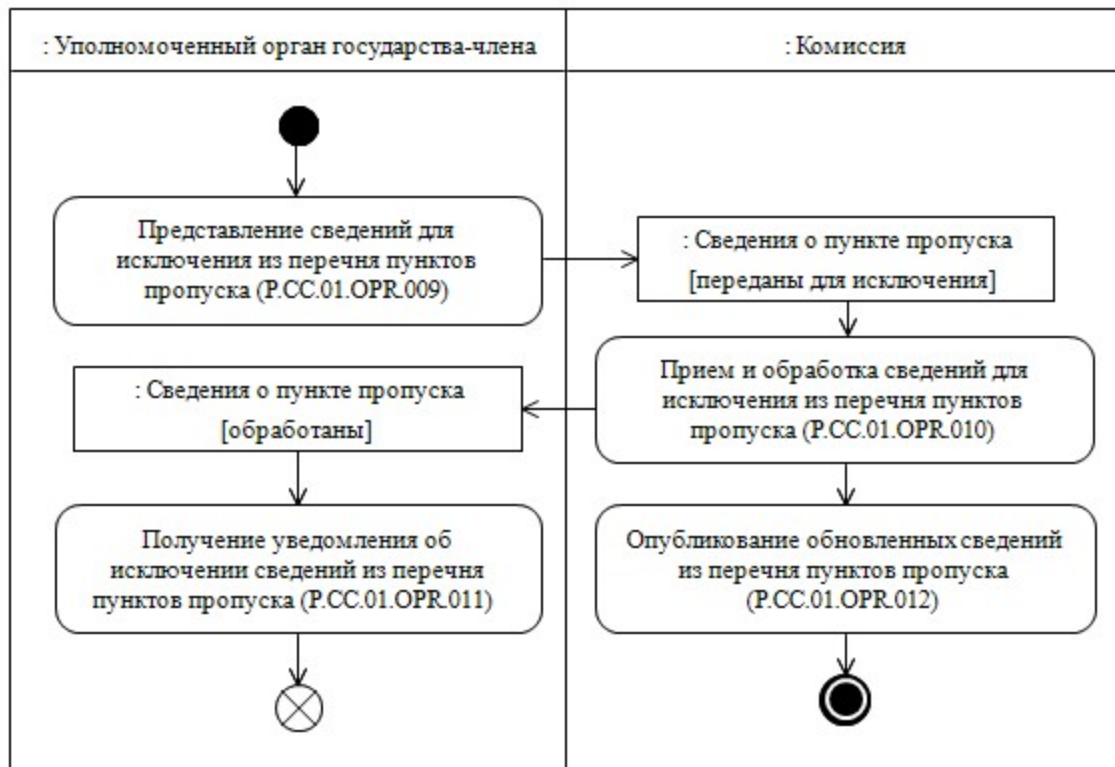 : Уполномоченный орган государства-члена
: Комиссия
Представление сведений для
исключения из перечня пунктов
пропуска (P.CC.01.OPR.009)
: Сведения о пункте пропуска
[переданы для исключения]
Прием и обработка сведений для
исключения из перечня пунктов
пропуска (P.CC.01.OPR.010)
: Сведения о пункте пропуска
[обработаны]
Получение уведомления об
исключении сведений из перечня
пунктов пропуска (P.CC.01.OPR.011)
Опубликование обновленных сведений
из перечня пунктов пропуска
(P.CC.01.OPR.012)